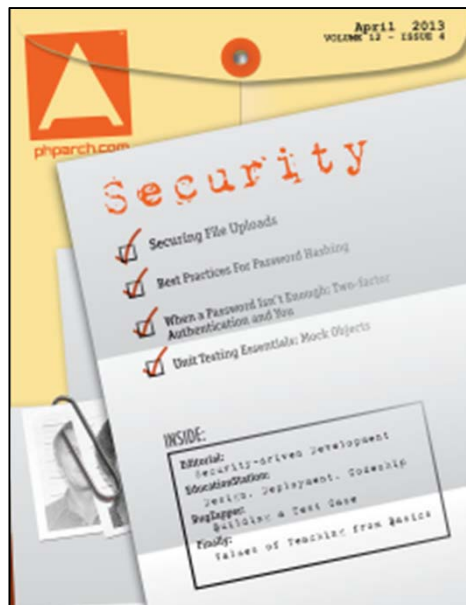 April 2013
VOLUME 12 - ISSUE 4
phparch.com
Security
Securing File Uploads
Best Practices For Password Hashing
When a Password Isn't Enough: Two-factor
Authentication and You
Unit Testing Essentials: Mock Objects
INSIDE:
Editorial:
Security-driven Development
EducationStation:
Design, Deployment, Codeship
BugZapper:
Building a Test Case
Finally:
Values of Teaching from Basics